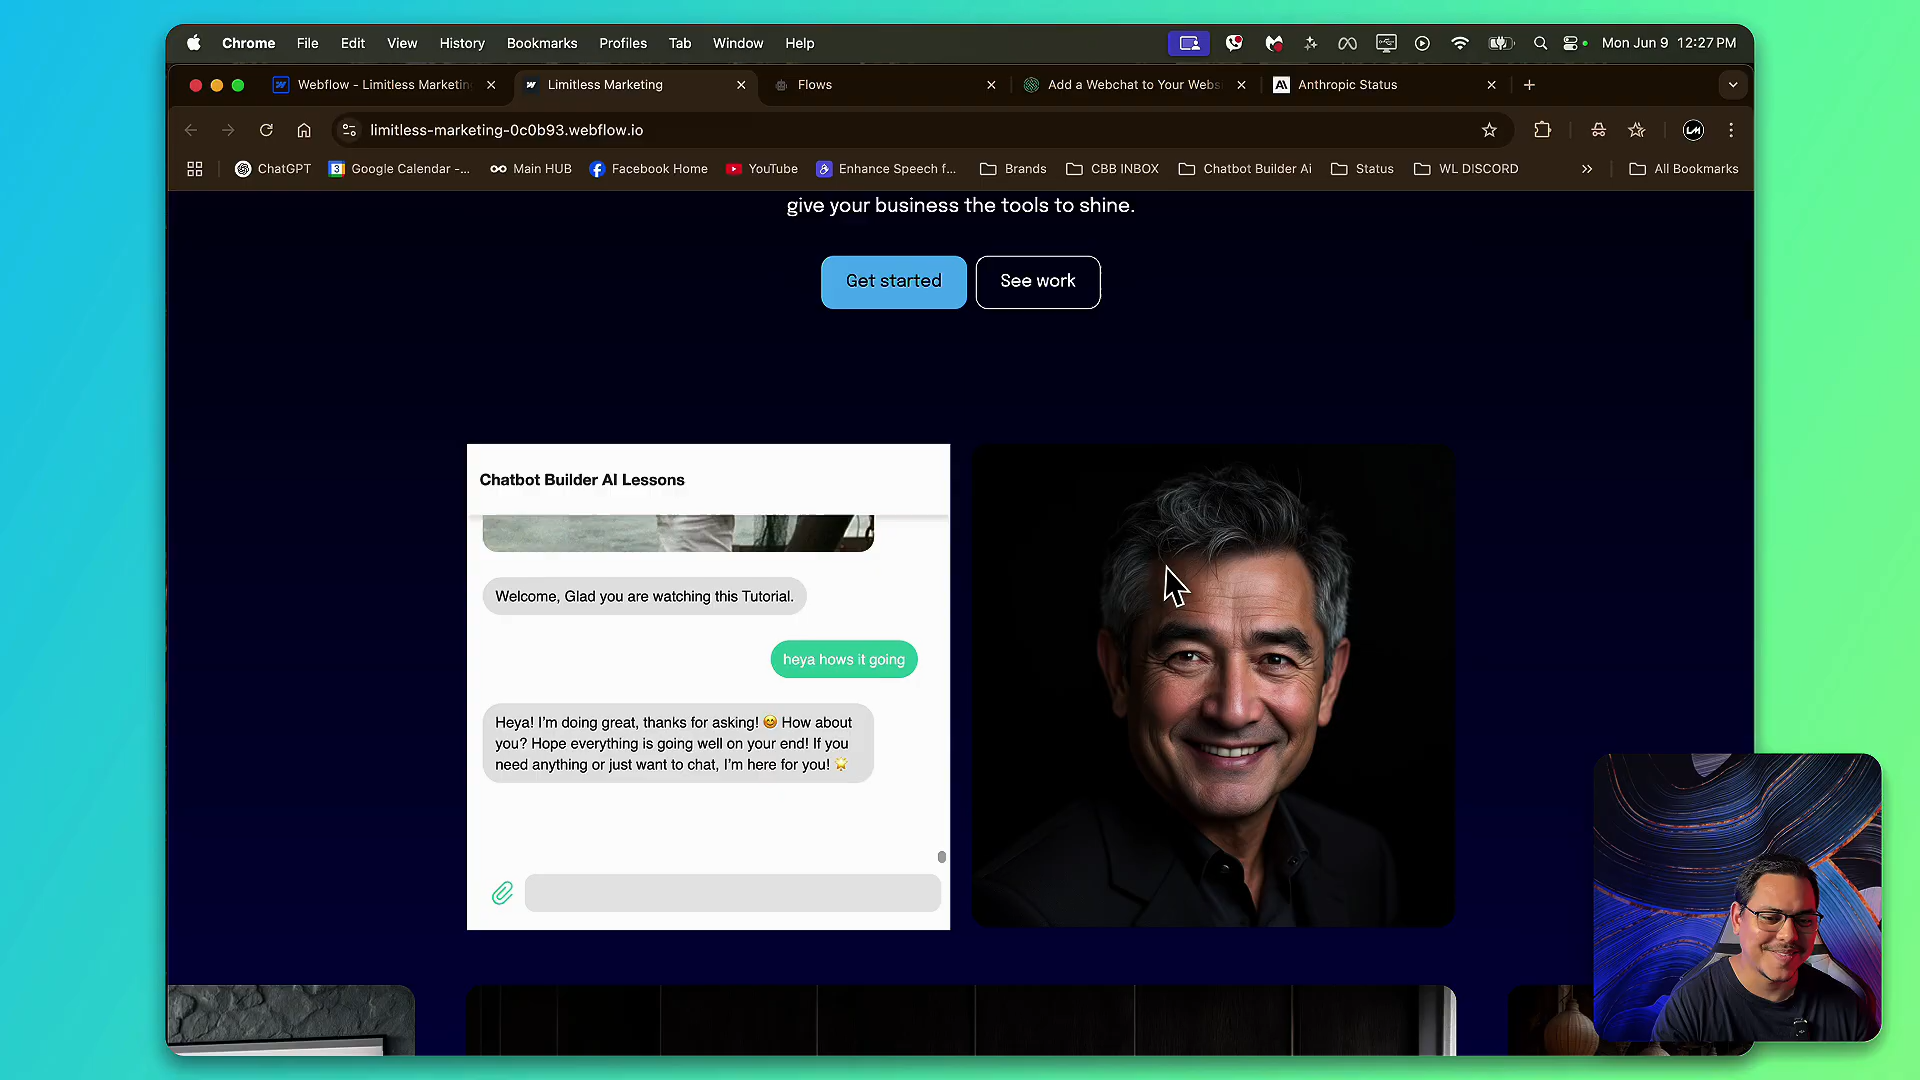 Chrome File Edit View History Bookmarks Profiles Tab Window Help Mon Jun 9 12:27 PM
Webflow - Limitless Marketing Limitless Marketing Flows Add a Webchat to Your Websi Anthropic Status
limitless-marketing-0c0b93.webflow.io
ChatGPT Google Calendar -... Main HUB Facebook Home YouTube Enhance Speech f... Brands CBB INBOX Chatbot Builder Ai Status WL DISCORD All Bookmarks
give your business the tools to shine.
Get started See work
Chatbot Builder AI Lessons
Welcome, Glad you are watching this Tutorial.
heya hows it going
Heya! I'm doing great, thanks for asking! 😊 How about
you? Hope everything is going well on your end! If you
need anything or just want to chat, I'm here for you! 🌟